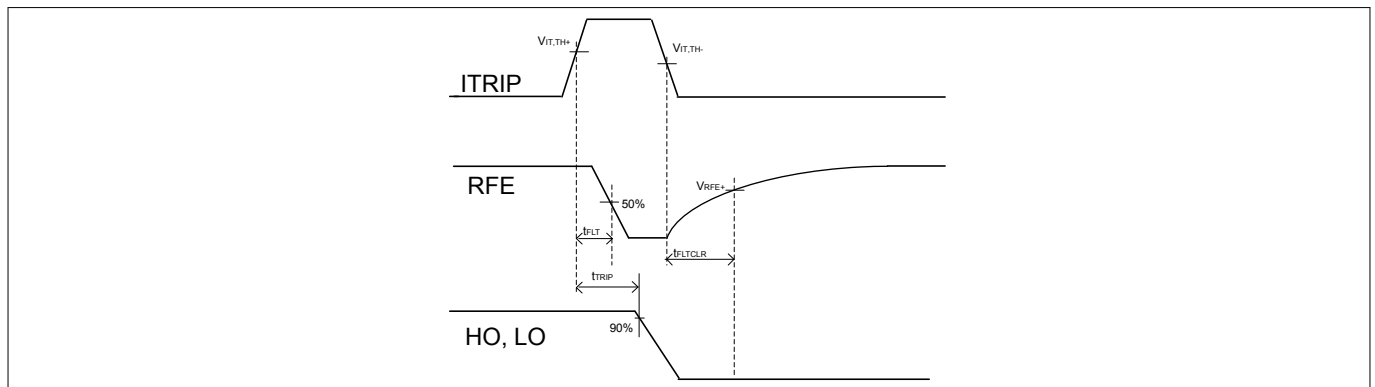 VIT,TH+
VIT,TH-
ITRIP
RFE
VRFE+
50%
tFLT
tFLTCLR
tTRIP
90%
HO, LO